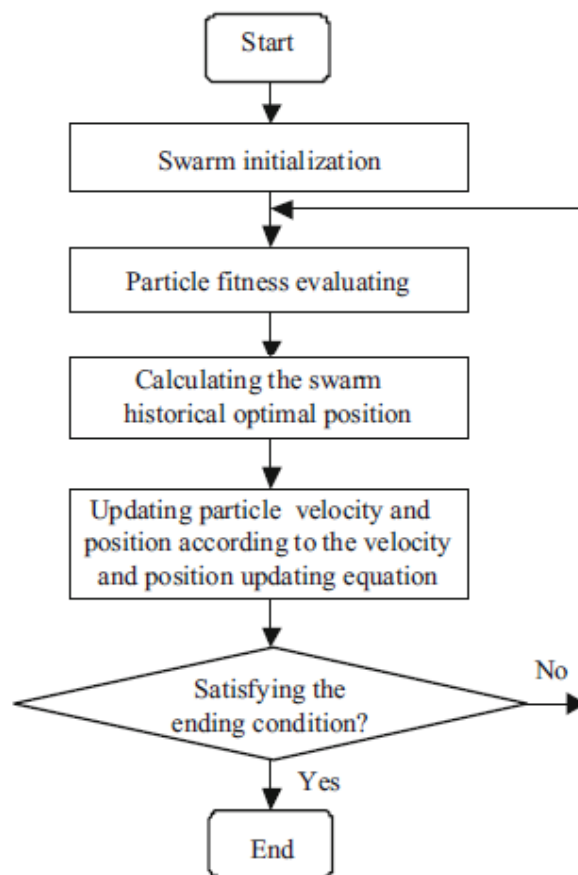 Start
Swarm initialization
Particle fitness evaluating
Calculating the swarm
historical optimal position
Updating particle velocity and
position according to the velocity
and position updating equation
Satisfying the
ending condition?
No
Yes
End